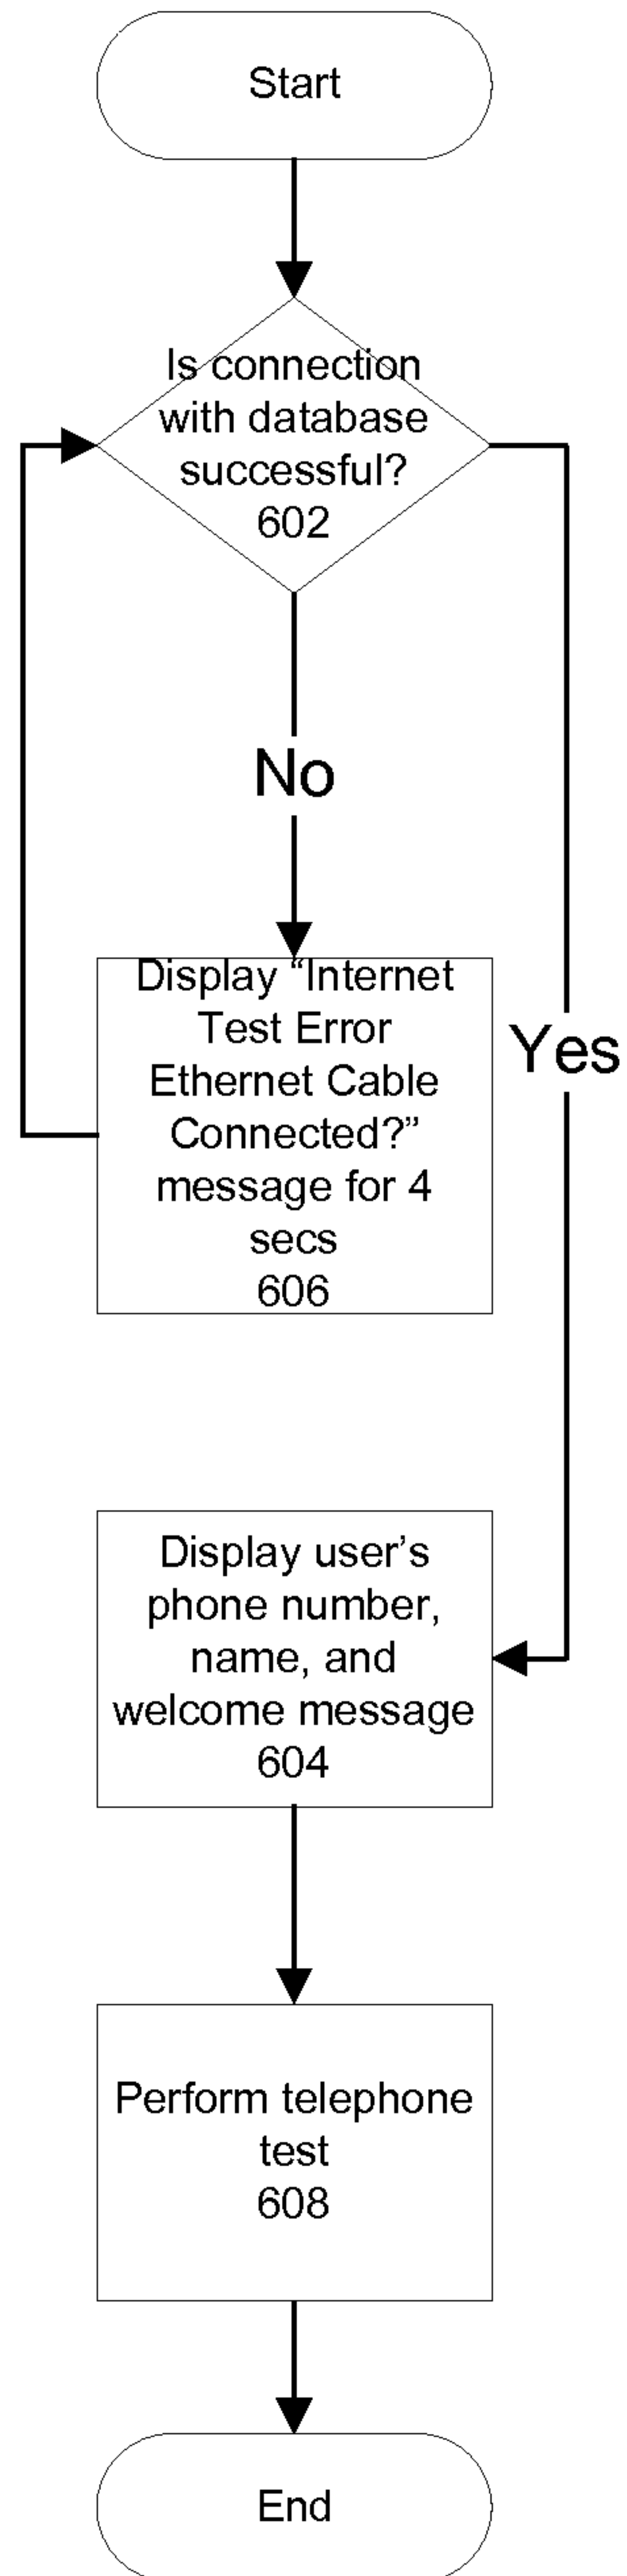 Start
Is connection
with database
successful?
602
No
Display “Internet
Test Error
Ethernet Cable
Connected?”
message for 4
secs
606
Yes
Display user’s
phone number,
name, and
welcome message
604
Perform telephone
test
608
End